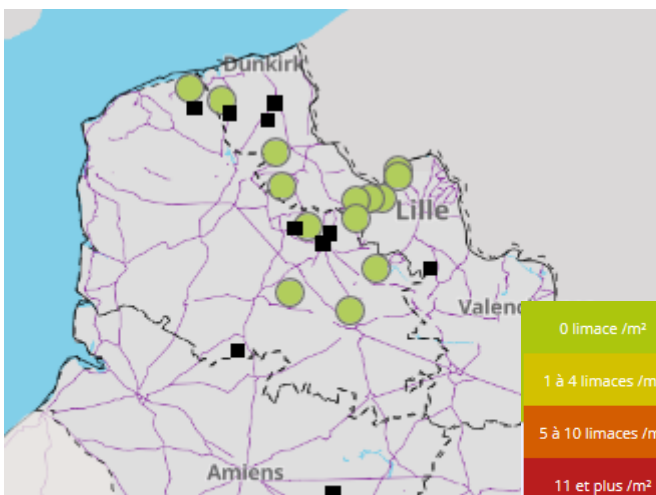 Dunkirk
Lille
Valenc
0 limace /m²
1 à 4 limaces /m
5 à 10 limaces /m
Amiens
11 et plus /m²